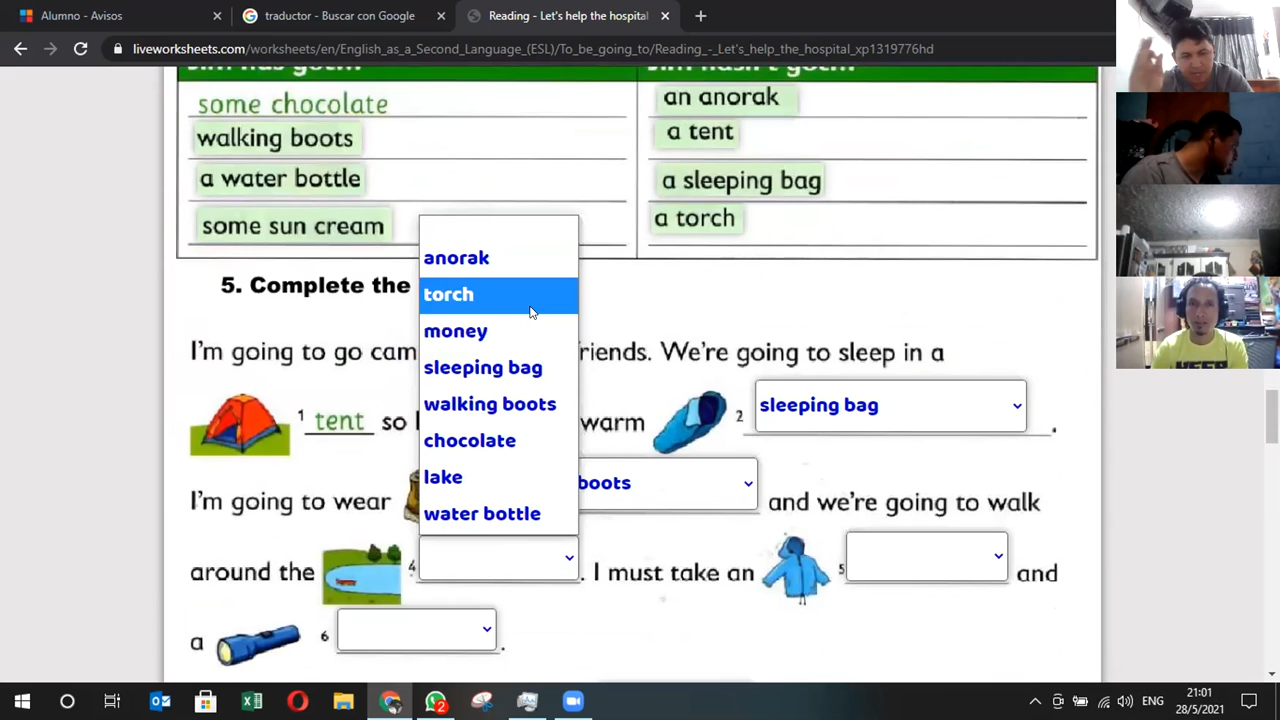 Alumno - Avisos
traductor - Buscar con Google
Reading - Let's help the hospital
liveworksheets.com/worksheets/en/English_as_a_Second_Language_(ESL)/To_be_going_to/Reading_-_Let's_help_the_hospital_xp1319776hd
some chocolate
an anorak
walking boots
a tent
a water bottle
a sleeping bag
some sun cream
a torch
anorak
torch
money
sleeping bag
walking boots
chocolate
lake
water bottle
5. Complete the
I'm going to go cam
friends. We're going to sleep in a
1 tent so
warm
2 sleeping bag .
I'm going to wear
boots and we're going to walk
around the
4 . I must take an
5 and
a
6 .
2
ENG
21:01
28/5/2021